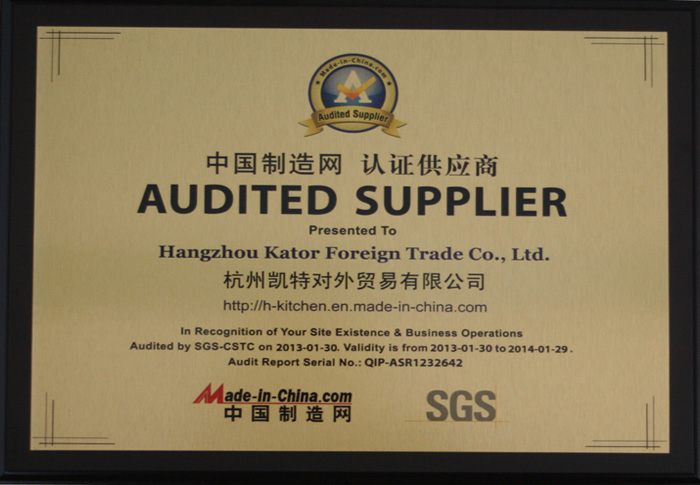 Made-in-China.com
Audited Supplier
中国制造网 认证供应商
AUDITED SUPPLIER
Presented To
Hangzhou Kator Foreign Trade Co., Ltd.
杭州凯特对外贸易有限公司
http://h-kitchen.en.made-in-china.com
In Recognition of Your Site Existence & Business Operations
Audited by SGS-CSTC on 2013-01-30. Validity is from 2013-01-30 to 2014-01-29.
Audit Report Serial No.: QIP-ASR1232642
Made-in-China.com
中国制造网
SGS